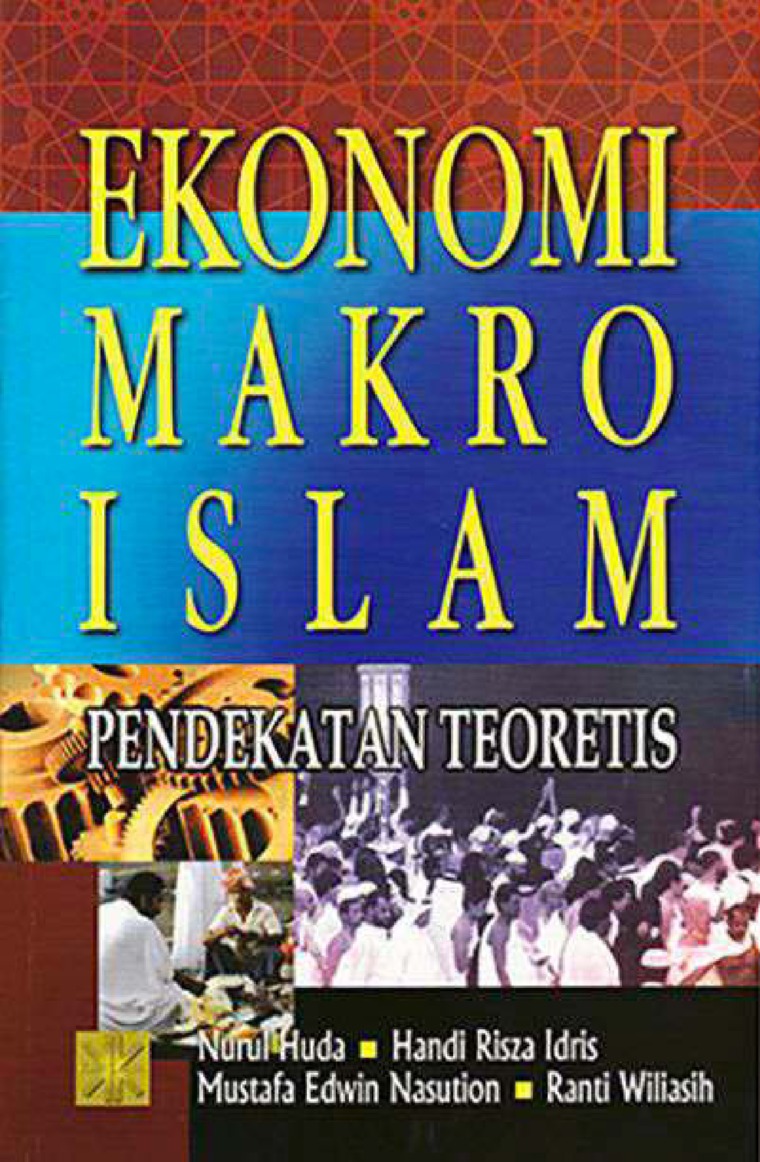 EKONOMI
MAKRO
ISLAM
PENDEKATAN TEORETIS
Nurul Huda ■ Handi Risza Idris
Mustafa Edwin Nasution ■ Ranti Wiliasih